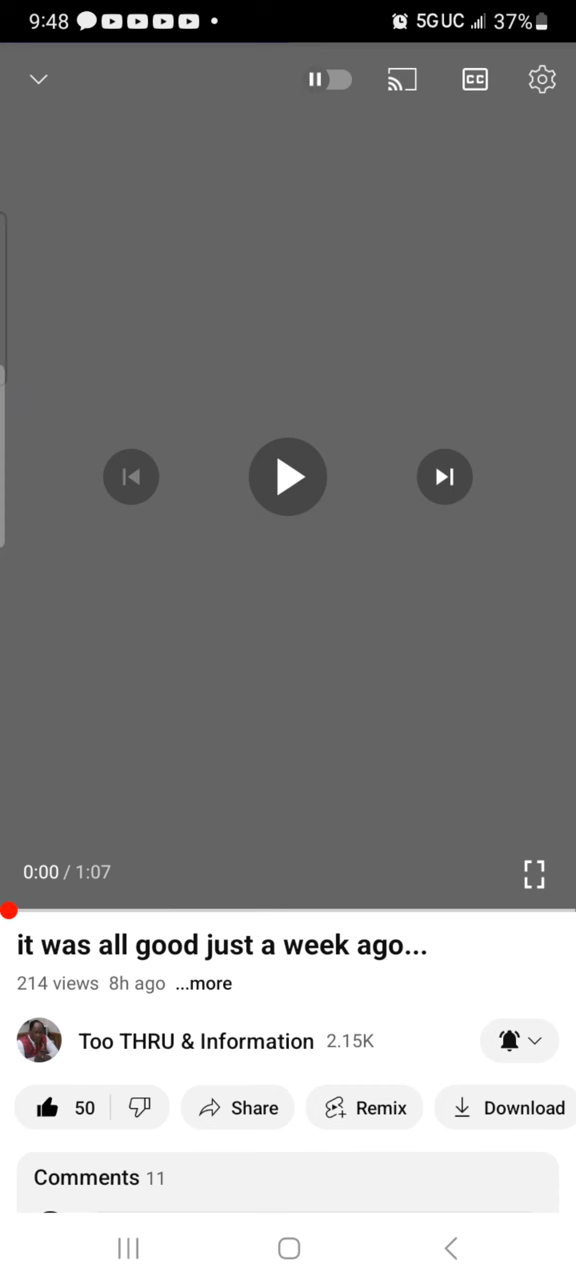 9:48 5GUC 37%
CC
0:00 / 1:07
it was all good just a week ago...
214 views 8h ago ...more
Too THRU & Information 2.15K
50 Share Remix Download
Comments 11